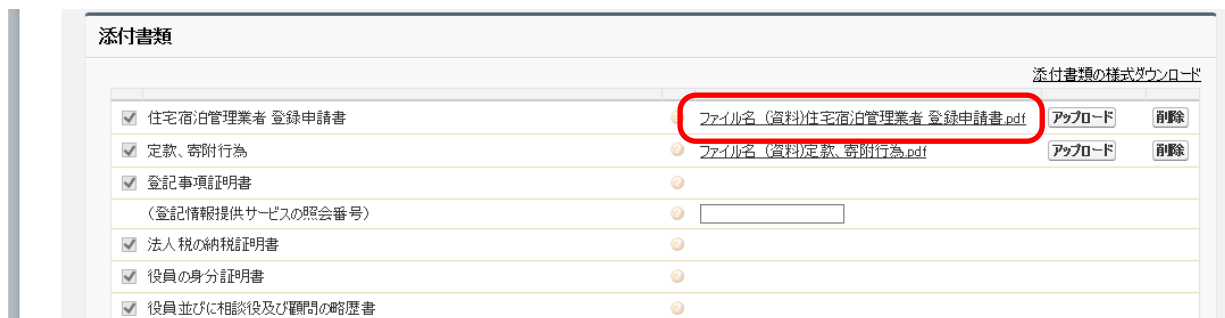 添付書類
添付書類の様式ダウンロード
住宅宿泊管理業者 登録申請書 ファイル名 (資料)住宅宿泊管理業者 登録申請書.pdf アップロード 削除
定款、寄附行為 ファイル名 (資料)定款、寄附行為.pdf アップロード 削除
登記事項証明書
(登記情報提供サービスの照会番号)
法人税の納税証明書
役員の身分証明書
役員並びに相談役及び顧問の略歴書